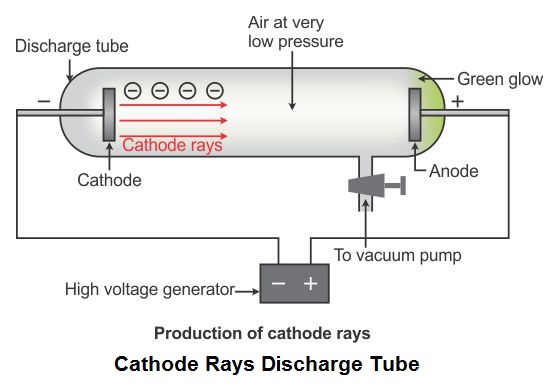 Air at very
low pressure
Discharge tube
Green glow
−
+
− − − −
Cathode rays
Cathode
Anode
To vacuum pump
− +
High voltage generator
Production of cathode rays
Cathode Rays Discharge Tube